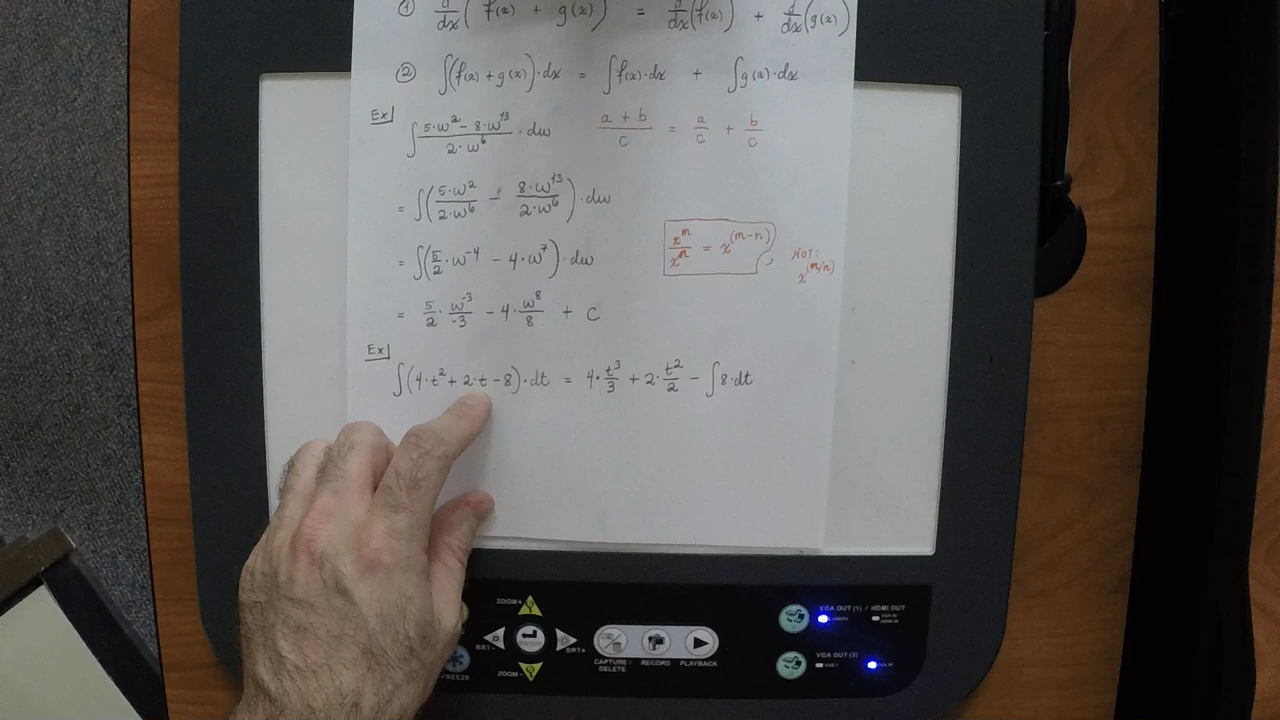 ① d/dx (f(x) + g(x)) = d/dx (f(x)) + d/dx (g(x))
② ∫(f(x) + g(x))·dx = ∫f(x)·dx + ∫g(x)·dx
Ex|
∫ (5·w² − 8·w¹³)/(2·w⁶) · dw    (a + b)/c = a/c + b/c
= ∫(5·w²/(2·w⁶) − 8·w¹³/(2·w⁶))·dw
x^m/x^n = x^(m−n), NOT: x^(m/n)
= ∫(5/2·w⁻⁴ − 4·w⁷)·dw
= 5/2 · w⁻³/−3 − 4·w⁸/8 + C
Ex|
∫(4·t² + 2·t − 8)·dt = 4·t³/3 + 2·t²/2 − ∫8·dt
ZOOM+
VGA OUT (1) / HDMI OUT
BRT- ENTER BRT+
CAPTURE / DELETE RECORD PLAYBACK
VGA OUT (2)
ZOOM-